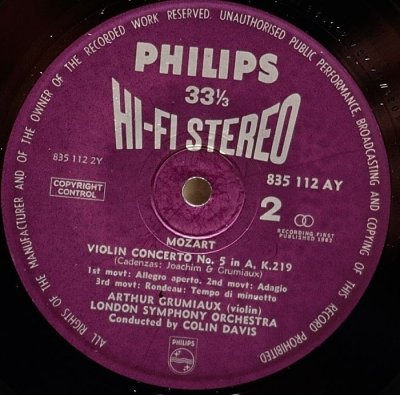 ALL RIGHTS OF THE MANUFACTURER AND OF THE OWNER OF THE RECORDED WORK RESERVED. UNAUTHORISED PUBLIC PERFORMANCE, BROADCASTING AND COPYING OF THIS RECORD PROHIBITED
PHILIPS
33⅓
HI-FI STEREO
835 112 2Y
835 112 AY
COPYRIGHT
CONTROL
2
RECORDING FIRST
PUBLISHED 1962
MOZART
VIOLIN CONCERTO No. 5 in A, K.219
(Cadenzas: Joachim & Grumiaux)
1st movt: Allegro aperto. 2nd movt: Adagio
3rd movt: Rondeau: Tempo di minuetto
ARTHUR GRUMIAUX (violin)
LONDON SYMPHONY ORCHESTRA
Conducted by COLIN DAVIS
PHILIPS